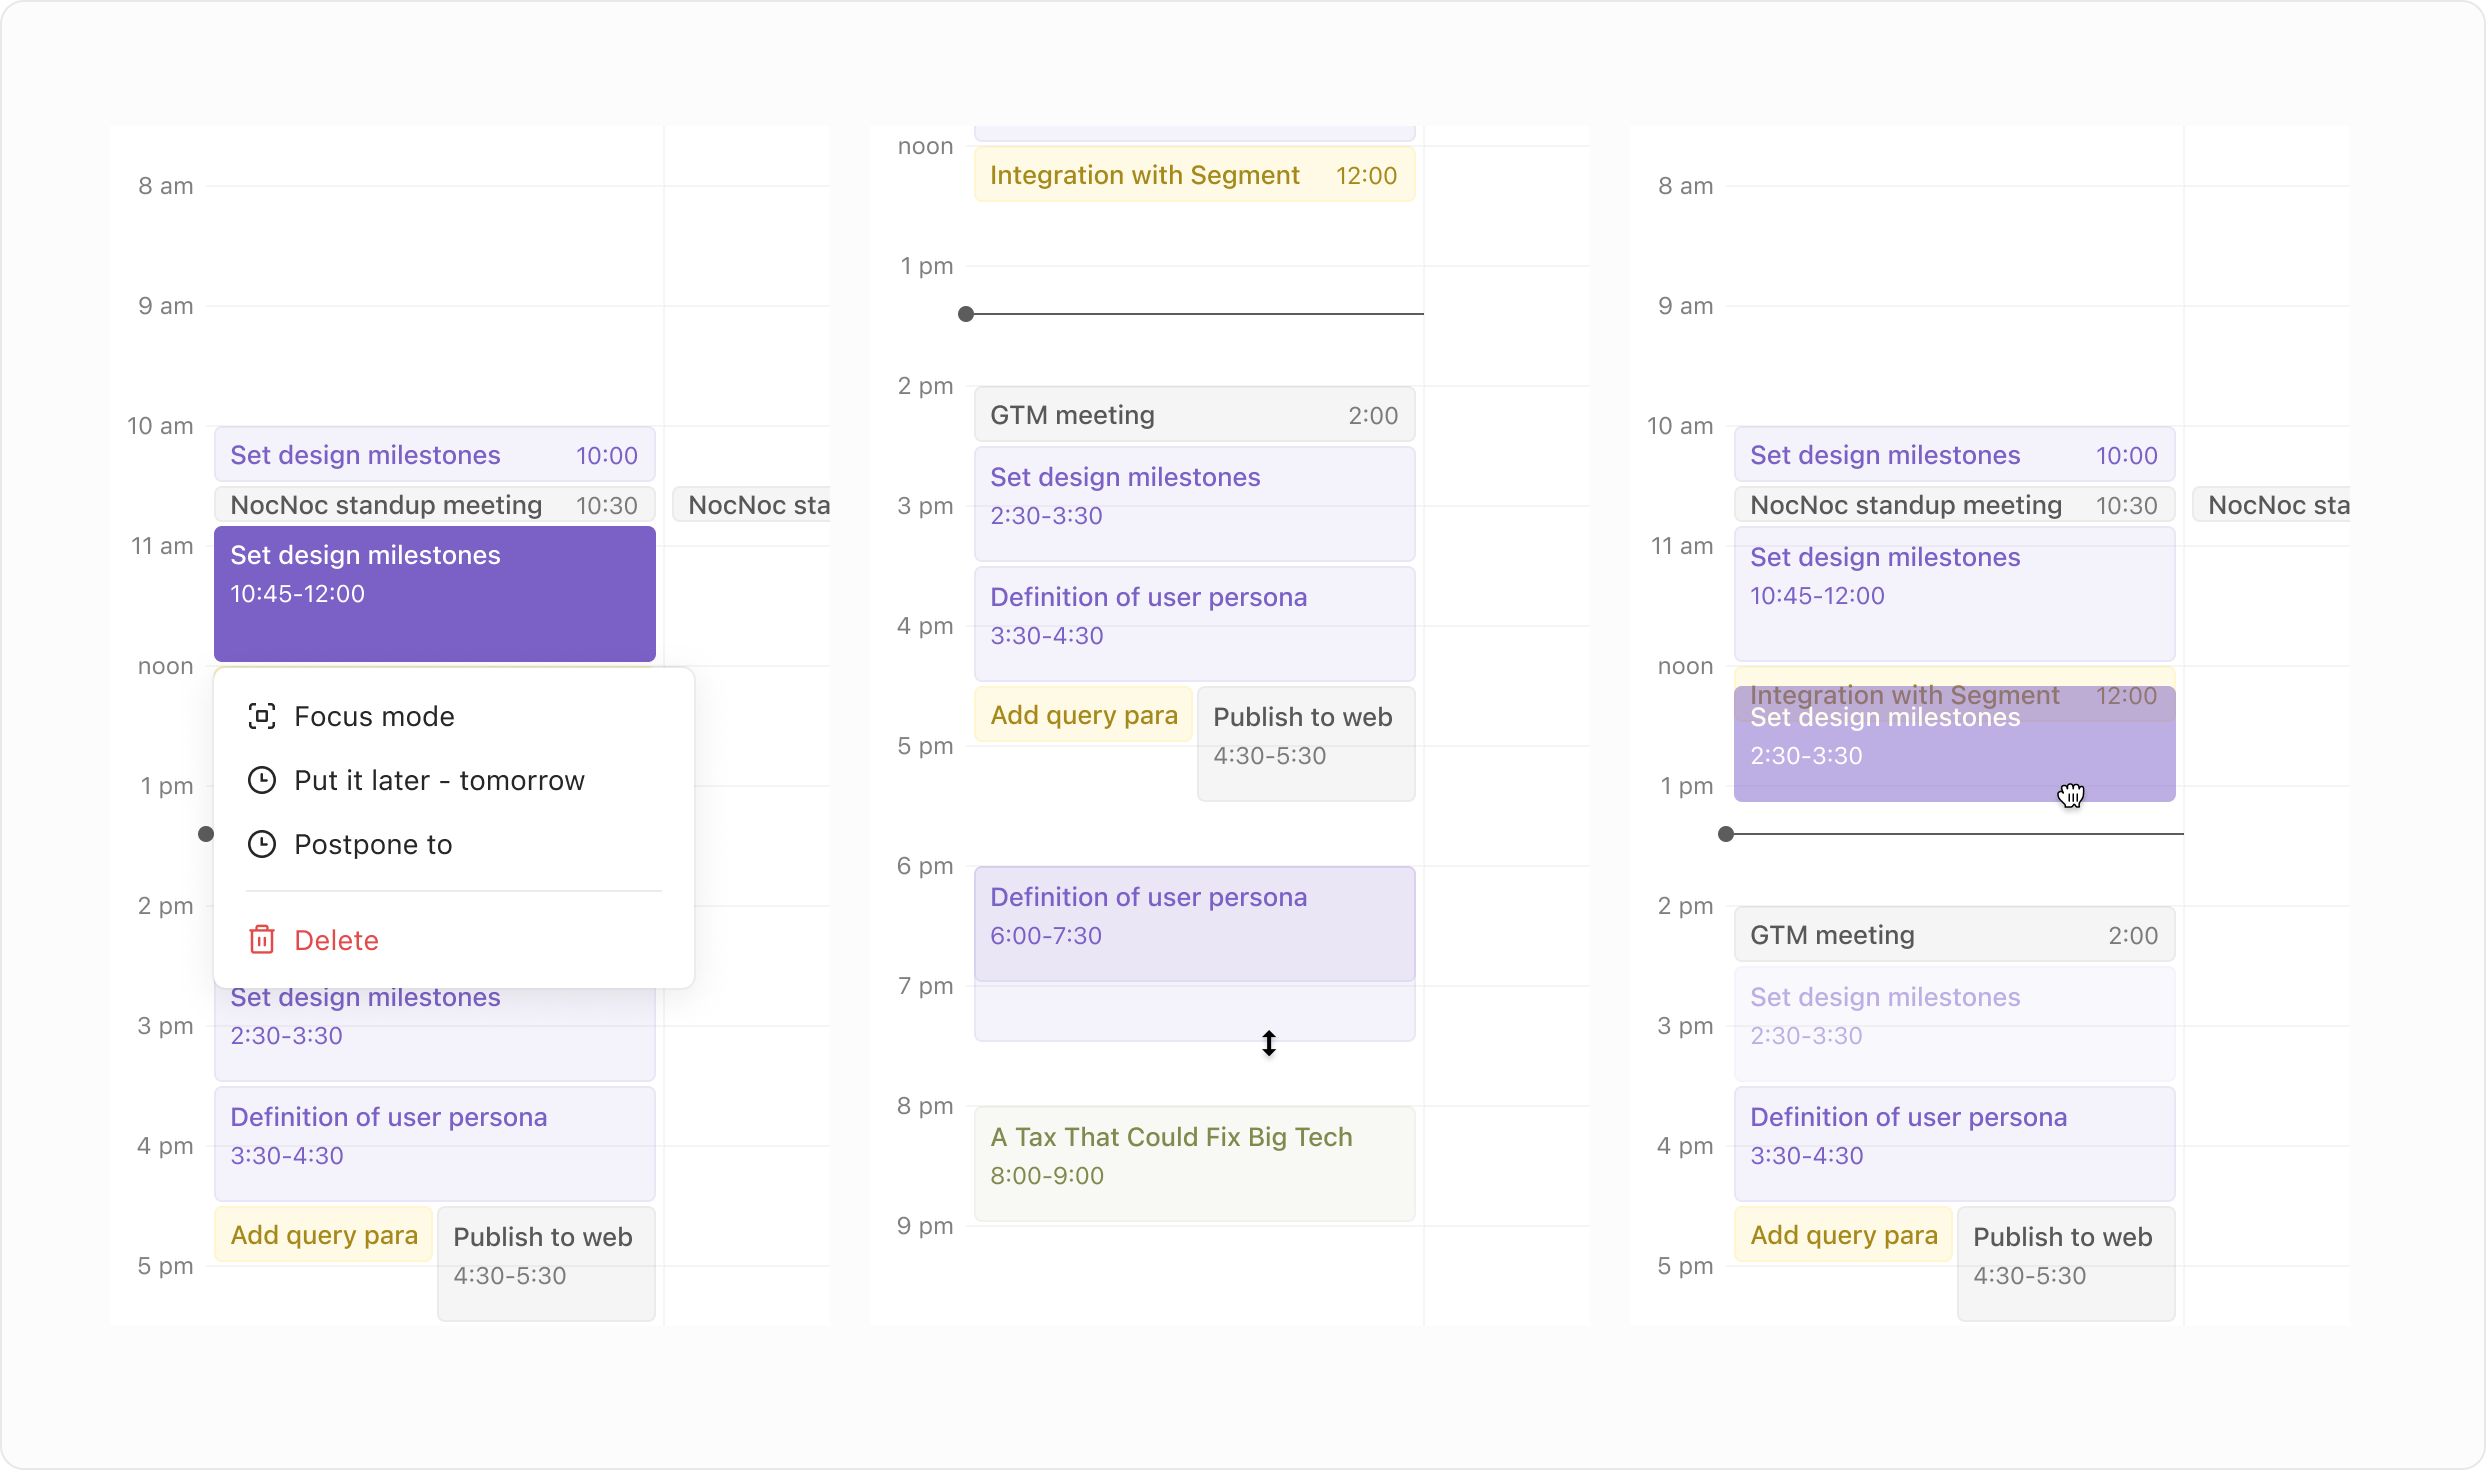 8 am
9 am
10 am
Set design milestones 10:00
NocNoc standup meeting 10:30
NocNoc sta
11 am
Set design milestones
10:45-12:00
noon
Focus mode
Put it later - tomorrow
1 pm
Postpone to
2 pm
Delete
Set design milestones
3 pm
2:30-3:30
Definition of user persona
4 pm
3:30-4:30
Add query para
Publish to web
5 pm
4:30-5:30
noon
Integration with Segment 12:00
1 pm
2 pm
GTM meeting 2:00
Set design milestones
3 pm
2:30-3:30
Definition of user persona
4 pm
3:30-4:30
Add query para
Publish to web
5 pm
4:30-5:30
6 pm
Definition of user persona
6:00-7:30
7 pm
8 pm
A Tax That Could Fix Big Tech
8:00-9:00
9 pm
8 am
9 am
10 am
Set design milestones 10:00
NocNoc standup meeting 10:30
NocNoc sta
11 am
Set design milestones
10:45-12:00
noon
Integration with Segment 12:00
Set design milestones
2:30-3:30
1 pm
2 pm
GTM meeting 2:00
Set design milestones
3 pm
2:30-3:30
Definition of user persona
4 pm
3:30-4:30
Add query para
Publish to web
5 pm
4:30-5:30